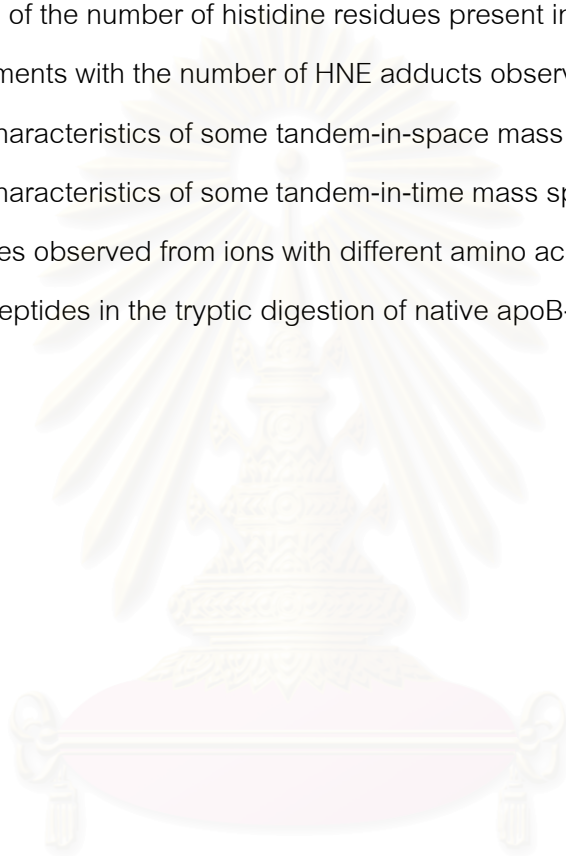 of the number of histidine residues present in
ments with the number of HNE adducts observ
haracteristics of some tandem-in-space mass
haracteristics of some tandem-in-time mass sp
es observed from ions with different amino ac
eptides in the tryptic digestion of native apoB-